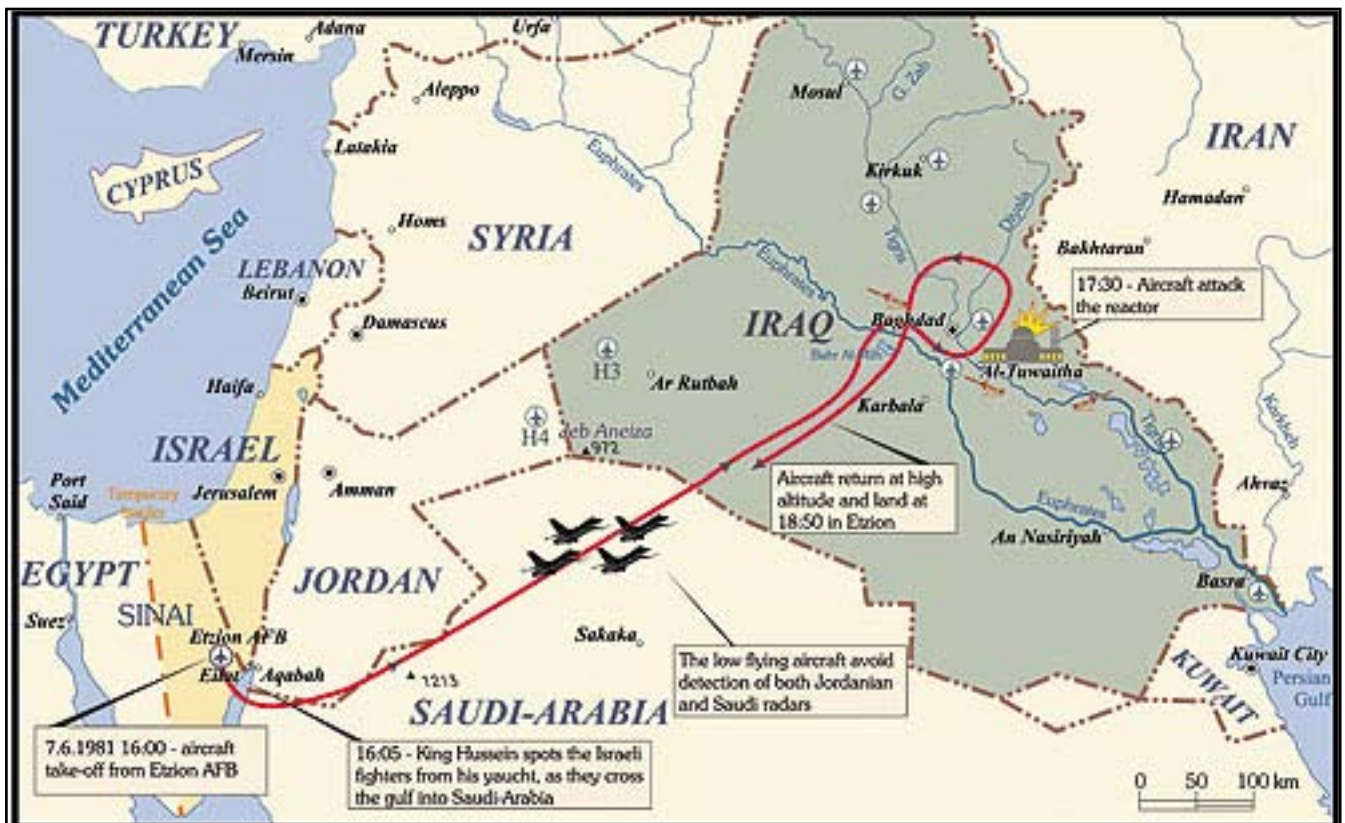 TURKEY
Adana
Mersin
Urfa
Aleppo
Mosul
G. Zab
IRAN
Latakia
Euphrates
Kirkuk
CYPRUS
Hamadan
Homs
SYRIA
Tigris
Diyala
Bakhtaran
Mediterranean Sea
LEBANON
Beirut
Euphrates
17:30 - Aircraft attack
the reactor
Damascus
IRAQ
Baghdad
Al-Tuwaitha
H3
Ar Rutbah
Haifa
Karbala
H4
972
ISRAEL
Tigris
Karkheh
Port
Said
Jerusalem
Amman
Aircraft return at high
altitude and land at
18:50 in Etzion
Ahraz
Euphrates
An Nasiriyah
EGYPT
JORDAN
Basra
SINAI
Suez
Etzion AFB
Sakaka
Eilat
Aqabah
1213
The low flying aircraft avoid
detection of both Jordanian
and Saudi radars
Kuwait City
KUWAIT
Persian
Gulf
SAUDI-ARABIA
7.6.1981 16:00 - aircraft
take-off from Etzion AFB
16:05 - King Hussein spots the Israeli
fighters from his yaucht, as they cross
the gulf into Saudi-Arabia
0 50 100 km